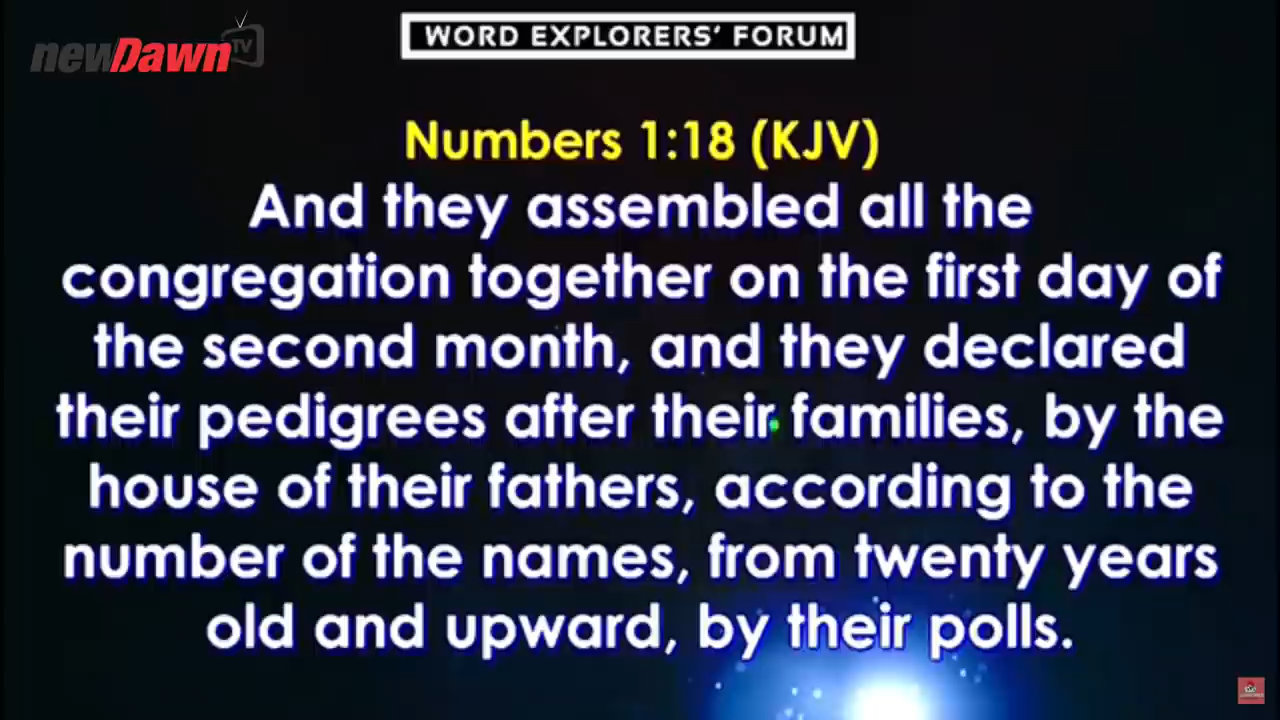 newDawn TV
WORD EXPLORERS' FORUM
Numbers 1:18 (KJV)
And they assembled all the
congregation together on the first day of
the second month, and they declared
their pedigrees after their families, by the
house of their fathers, according to the
number of the names, from twenty years
old and upward, by their polls.